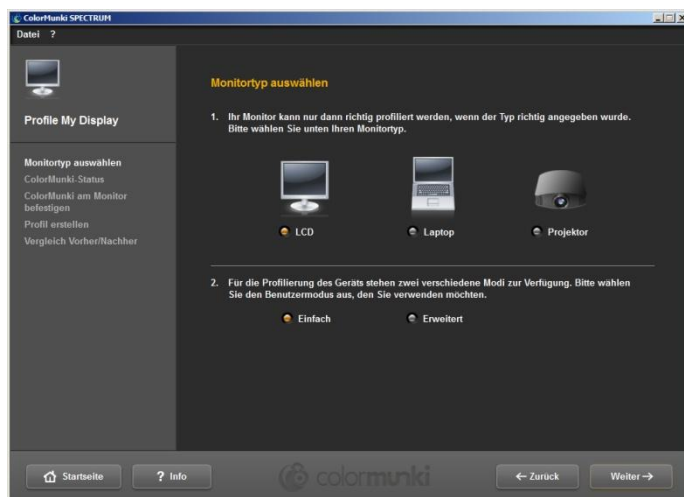 ColorMunki SPECTRUM
Datei ?
Profile My Display
Monitortyp auswählen
ColorMunki-Status
ColorMunki am Monitor
befestigen
Profil erstellen
Vergleich Vorher/Nachher
Monitortyp auswählen
1. Ihr Monitor kann nur dann richtig profiliert werden, wenn der Typ richtig angegeben wurde.
Bitte wählen Sie unten Ihren Monitortyp.
LCD Laptop Projektor
2. Für die Profilierung des Geräts stehen zwei verschiedene Modi zur Verfügung. Bitte wählen
Sie den Benutzermodus aus, den Sie verwenden möchten.
Einfach Erweitert
Startseite ? Info colormunki ← Zurück Weiter →